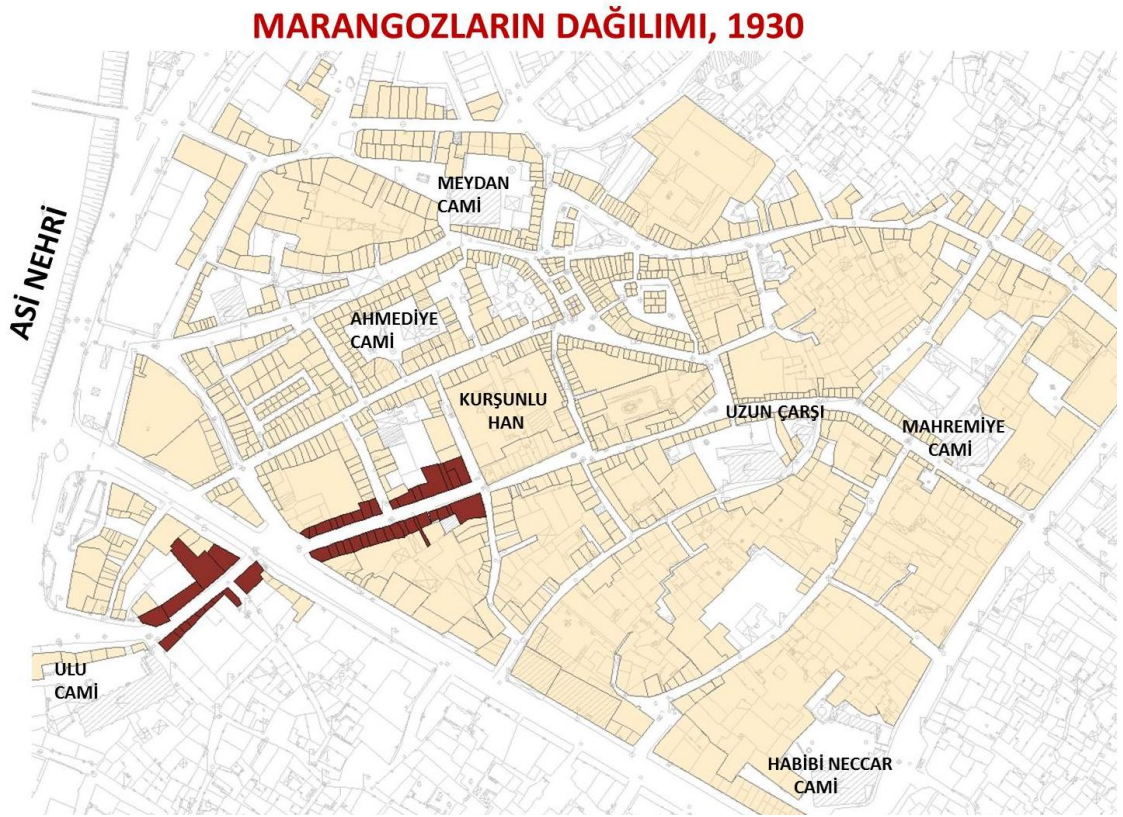 MARANGOZLARIN DAĞILIMI, 1930
MEYDAN
CAMİ
ASİ NEHRİ
AHMEDİYE
CAMİ
KURŞUNLU
HAN
UZUN ÇARŞI
MAHREMİYE
CAMİ
ULU
CAMİ
HABİBİ NECCAR
CAMİ